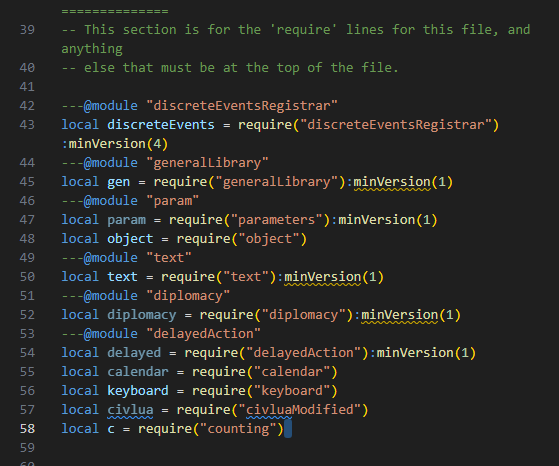 ==============
39 -- This section is for the 'require' lines for this file, and
anything
40 -- else that must be at the top of the file.
41
42 ---@module "discreteEventsRegistrar"
43 local discreteEvents = require("discreteEventsRegistrar")
:minVersion(4)
44 ---@module "generalLibrary"
45 local gen = require("generalLibrary"):minVersion(1)
46 ---@module "param"
47 local param = require("parameters"):minVersion(1)
48 local object = require("object")
49 ---@module "text"
50 local text = require("text"):minVersion(1)
51 ---@module "diplomacy"
52 local diplomacy = require("diplomacy"):minVersion(1)
53 ---@module "delayedAction"
54 local delayed = require("delayedAction"):minVersion(1)
55 local calendar = require("calendar")
56 local keyboard = require("keyboard")
57 local civlua = require("civluaModified")
58 local c = require("counting")
59